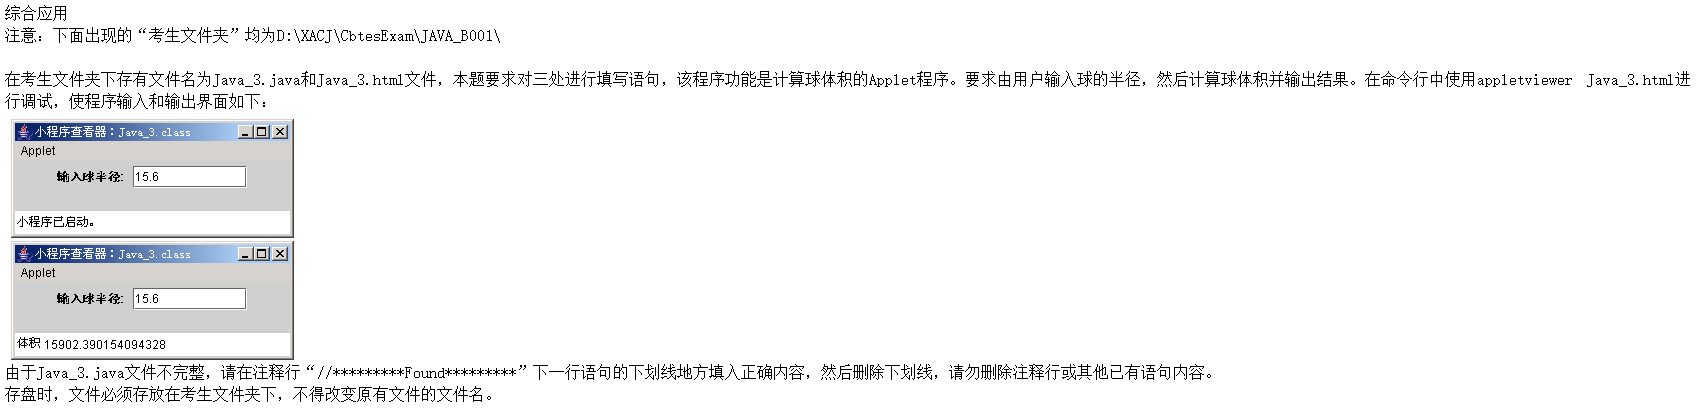 综合应用
注意：下面出现的“考生文件夹”均为D:\XACJ\CbtesExam\JAVA_B001\
在考生文件夹下存有文件名为Java_3.java和Java_3.html文件，本题要求对三处进行填写语句，该程序功能是计算球体积的Applet程序。要求由用户输入球的半径，然后计算球体积并输出结果。在命令行中使用appletviewer Java_3.html进
行调试，使程序输入和输出界面如下：
小程序查看器：Java_3.class
Applet
输入球半径: 15.6
小程序已启动。
小程序查看器：Java_3.class
Applet
输入球半径: 15.6
体积 15902.390154094328
由于Java_3.java文件不完整，请在注释行“//*********Found*********”下一行语句的下划线地方填入正确内容，然后删除下划线，请勿删除注释行或其他已有语句内容。
存盘时，文件必须存放在考生文件夹下，不得改变原有文件的文件名。